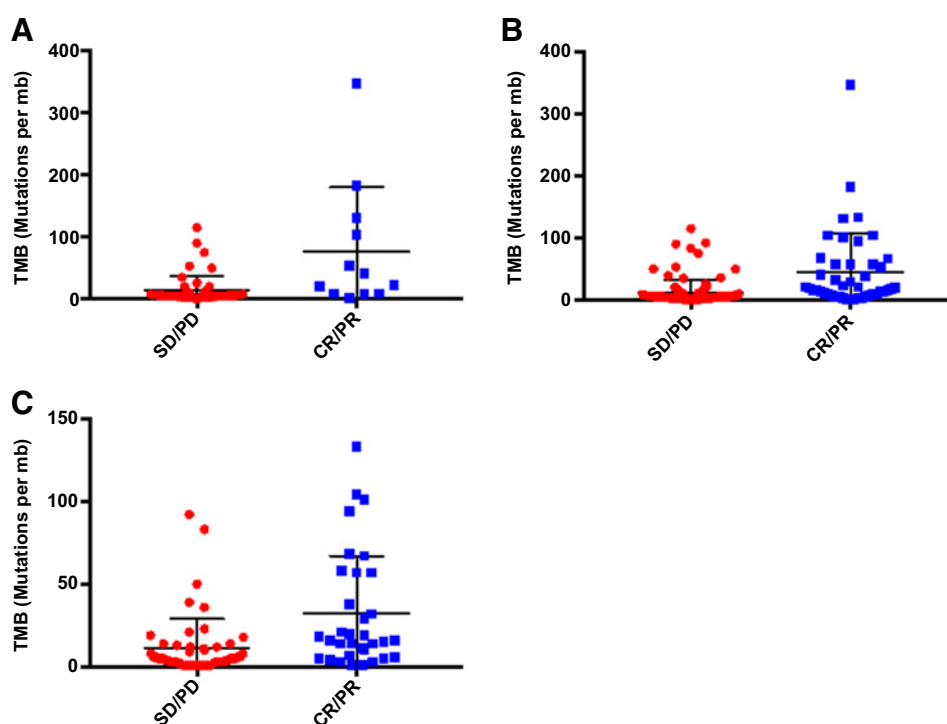 A
B
TMB (Mutations per mb)
400
300
200
100
0
SD/PD
CR/PR
TMB (Mutations per mb)
400
300
200
100
0
SD/PD
CR/PR
C
TMB (Mutations per mb)
150
100
50
0
SD/PD
CR/PR